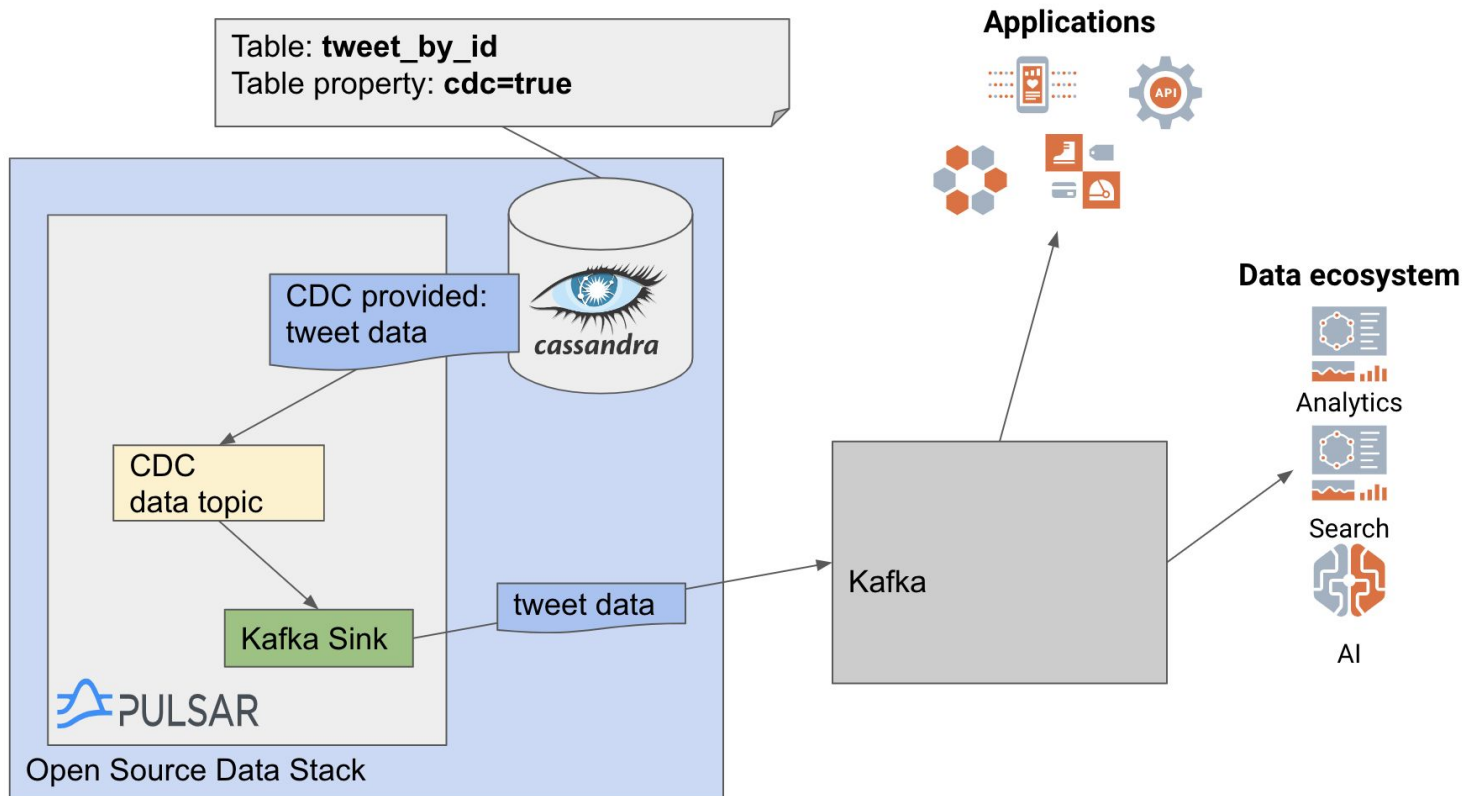 Table: tweet_by_id
Table property: cdc=true
Applications
API
CDC provided:
tweet data
cassandra
Data ecosystem
Analytics
CDC
data topic
Search
Kafka
tweet data
Kafka Sink
AI
PULSAR
Open Source Data Stack